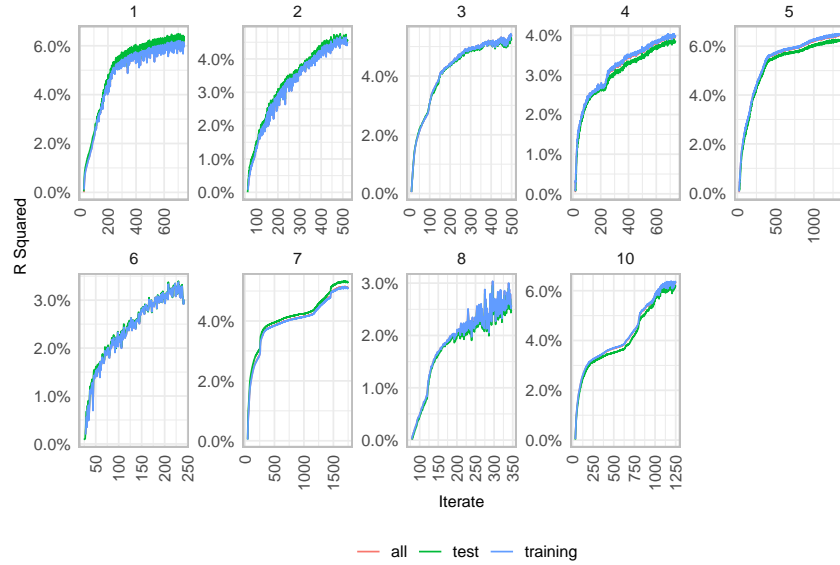 1 2 3 4 5
6.0% 4.0% 2.0% 0.0%
200 400 600
4.0% 3.0% 2.0% 1.0% 0.0%
100 200 300 400 500
4.0% 2.0% 0.0%
100 200 300 400 500
4.0% 3.0% 2.0% 1.0% 0.0%
0 200 400 600
6.0% 4.0% 2.0% 0.0%
0 500 1000
R Squared
6 7 8 10
3.0% 2.0% 1.0% 0.0%
50 100 150 200 250
4.0% 2.0% 0.0%
0 500 1000 1500
3.0% 2.0% 1.0% 0.0%
100 150 200 250 300 350
6.0% 4.0% 2.0% 0.0%
0 250 500 750 1000 1250
Iterate
all test training